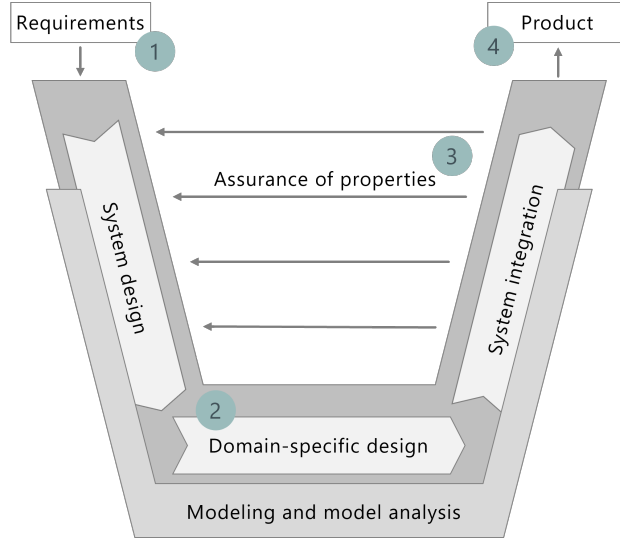 Requirements
1
4
Product
3
Assurance of properties
System design
System integration
2
Domain-specific design
Modeling and model analysis